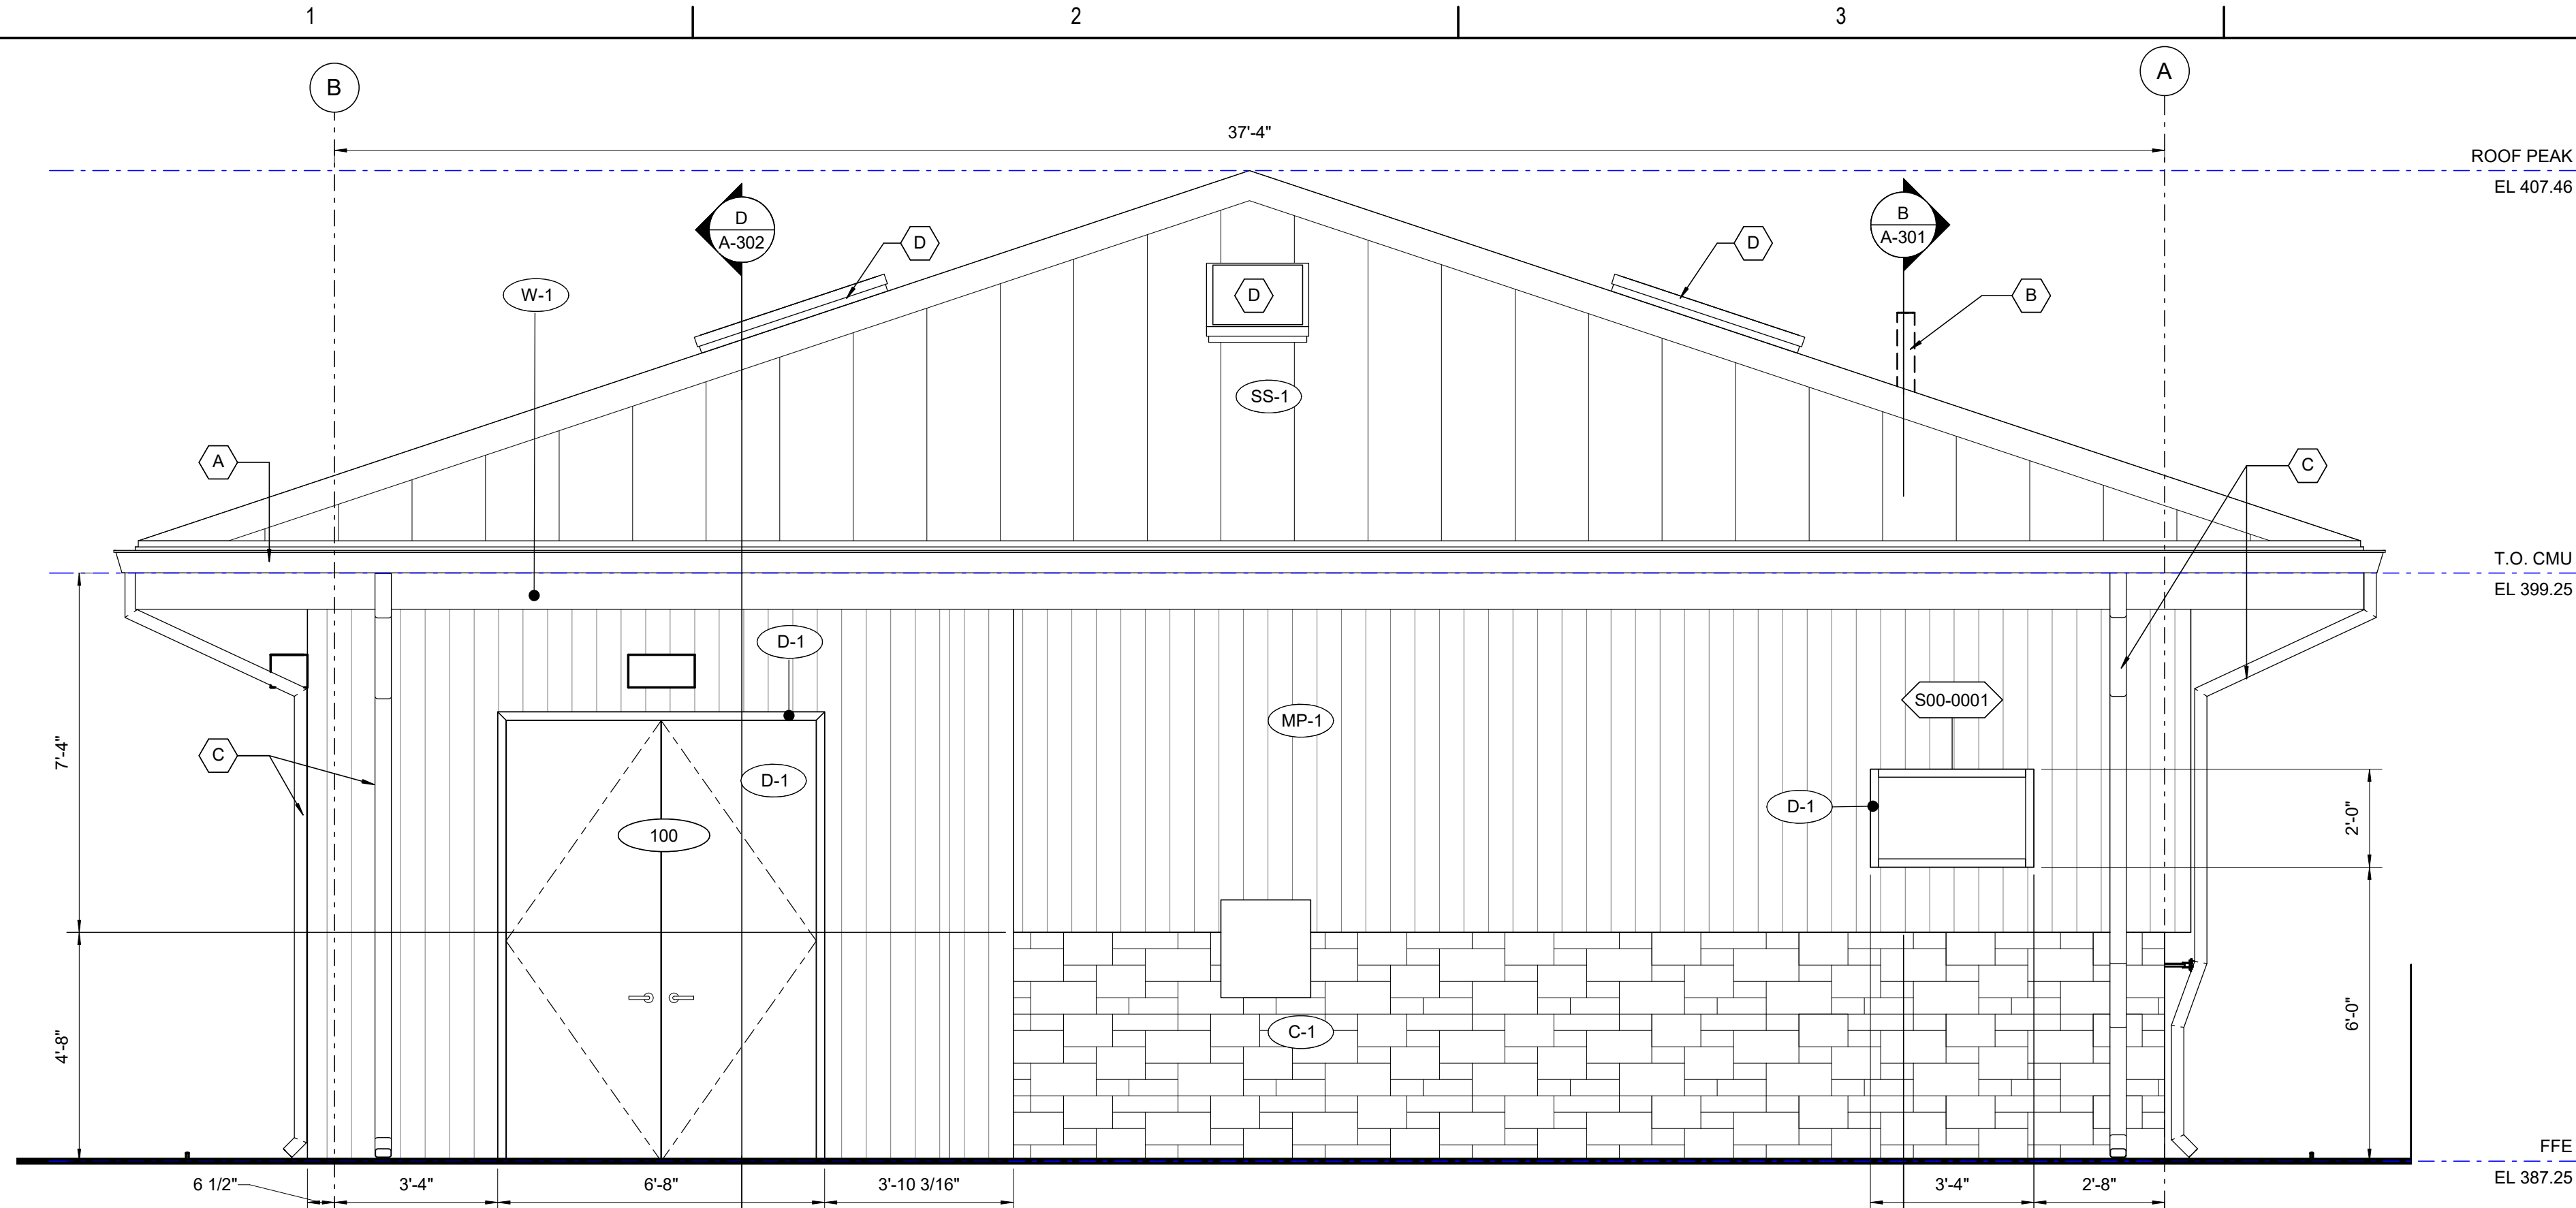 1
2
3
B
A
37'-4"
ROOF PEAK
EL 407.46
D
A-302
D
D
B
A-301
W-1
D
B
SS-1
A
C
T.O. CMU
EL 399.25
D-1
S00-0001
MP-1
C
7'-4"
D-1
D-1
2'-0"
100
C-1
4'-8"
6'-0"
FFE
EL 387.25
6 1/2"
3'-4"
6'-8"
3'-10 3/16"
3'-4"
2'-8"